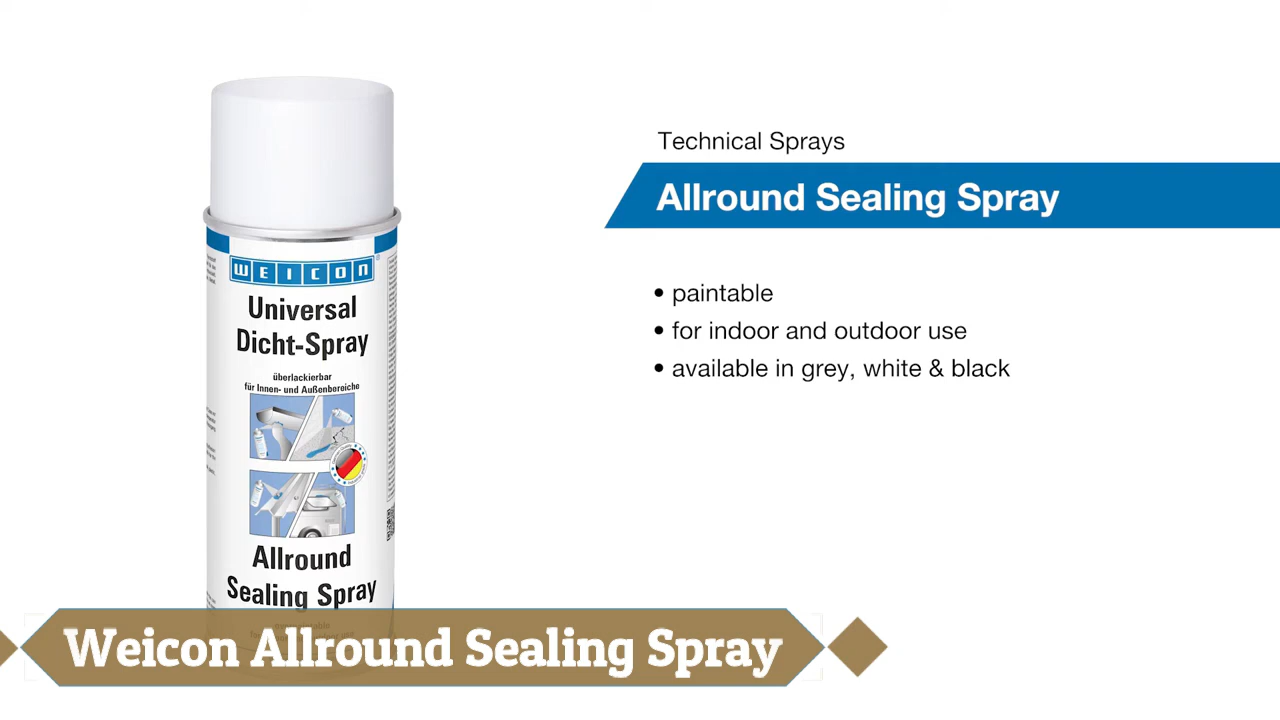 Technical Sprays
Allround Sealing Spray
• paintable
• for indoor and outdoor use
• available in grey, white & black
WEICON
Universal
Dicht-Spray
überlackierbar
für Innen- und Außenbereiche
Allround
Sealing Spray
Weicon Allround Sealing Spray